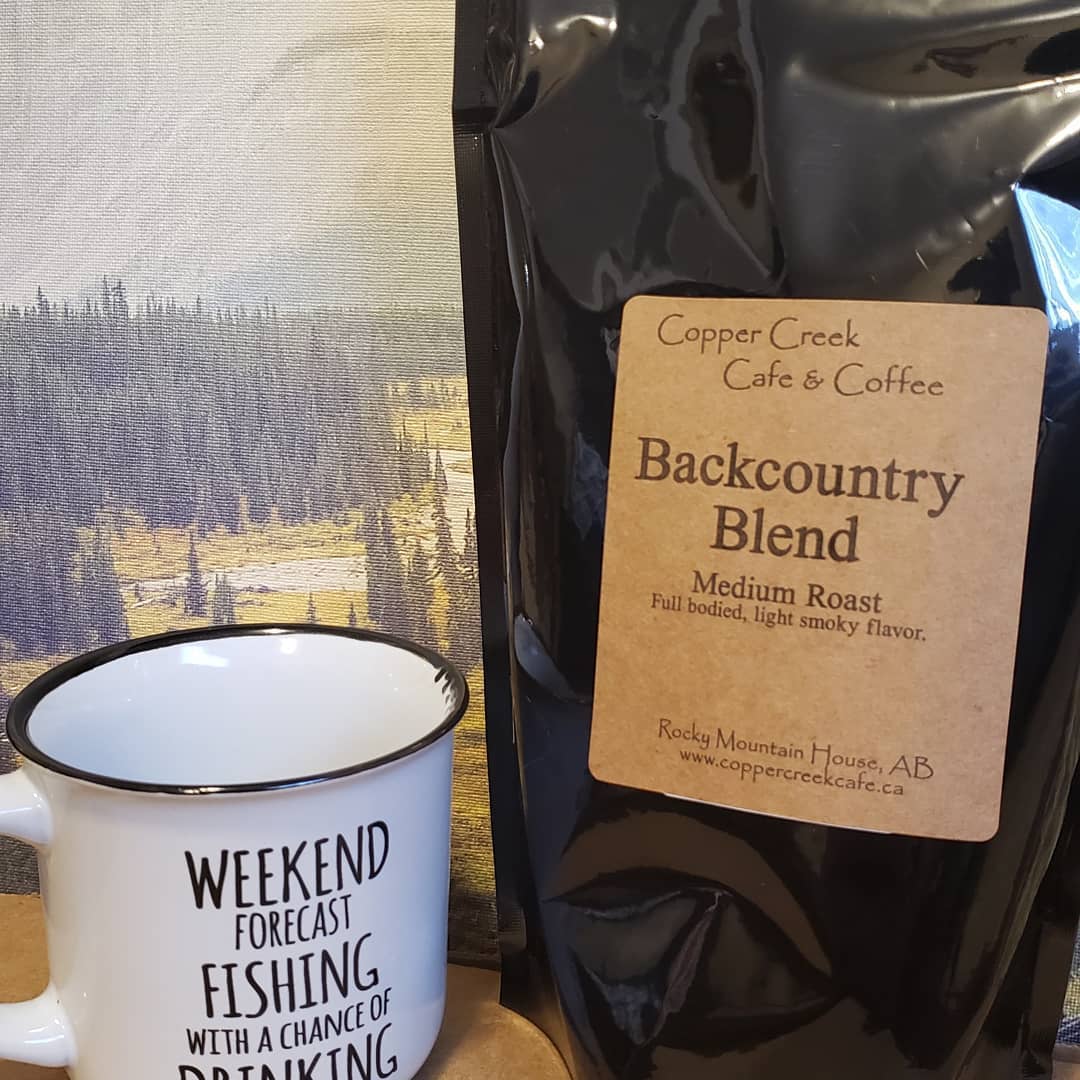 Copper Creek
Cafe & Coffee
Backcountry
Blend
Medium Roast
Full bodied, light smoky flavor.
Rocky Mountain House, AB
www.coppercreekcafe.ca
WEEKEND
FORECAST
FISHING
WITH A CHANCE OF
DRINKING